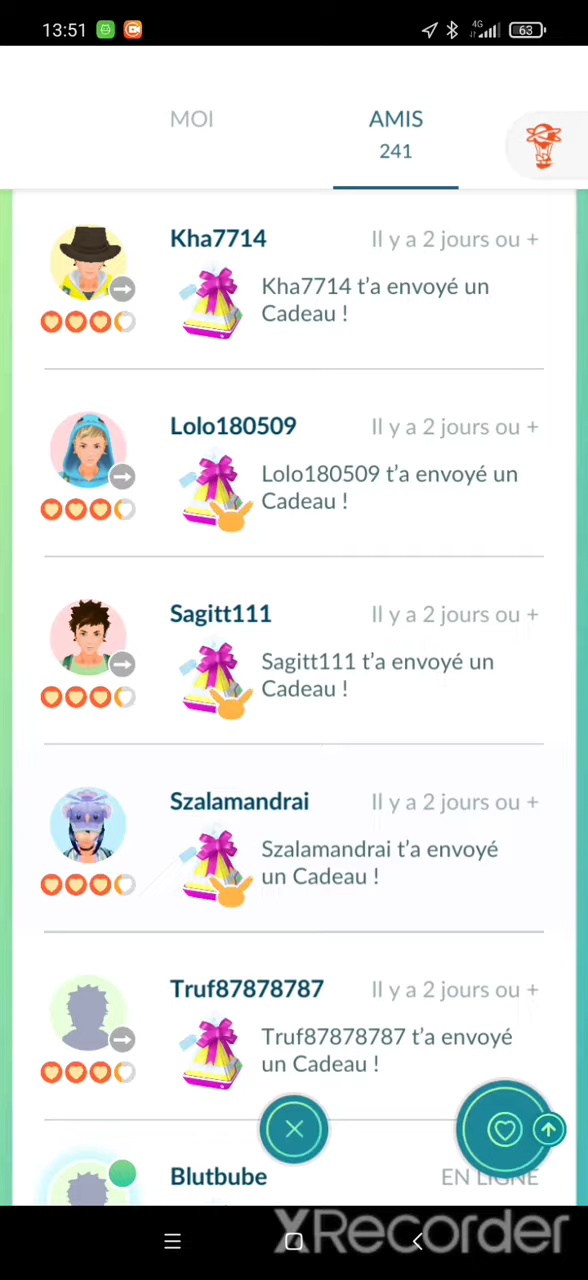 13:51
4G
63
MOI
AMIS
241
Kha7714
Il y a 2 jours ou +
Kha7714 t'a envoyé un
Cadeau !
Lolo180509
Il y a 2 jours ou +
Lolo180509 t'a envoyé un
Cadeau !
Sagitt111
Il y a 2 jours ou +
Sagitt111 t'a envoyé un
Cadeau !
Szalamandrai
Il y a 2 jours ou +
Szalamandrai t'a envoyé
un Cadeau !
Truf87878787
Il y a 2 jours ou +
Truf87878787 t'a envoyé
un Cadeau !
Blutbube
EN LIGNE
XRecorder